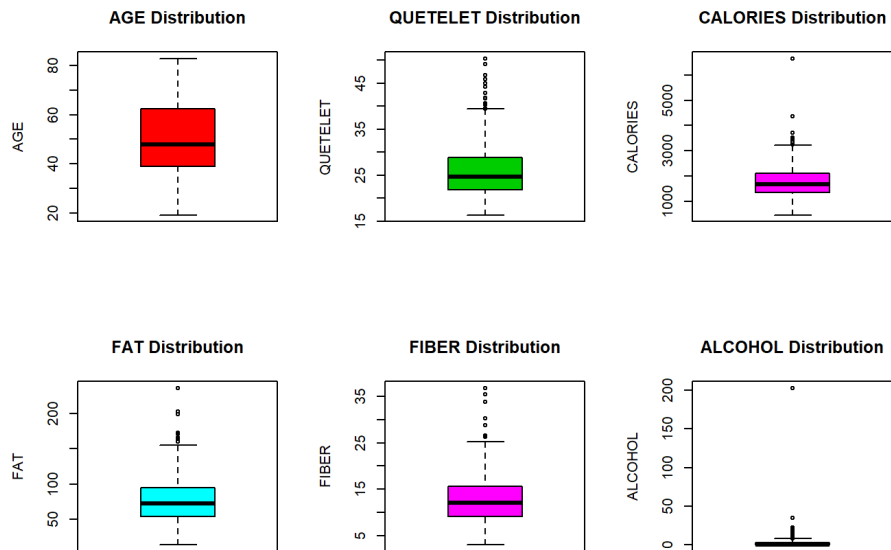 AGE Distribution
QUETELET Distribution
CALORIES Distribution
AGE
20
40
60
80
QUETELET
15
25
35
45
CALORIES
1000
3000
5000
FAT Distribution
FIBER Distribution
ALCOHOL Distribution
FAT
50
100
200
FIBER
5
15
25
35
ALCOHOL
0
50
100
150
200